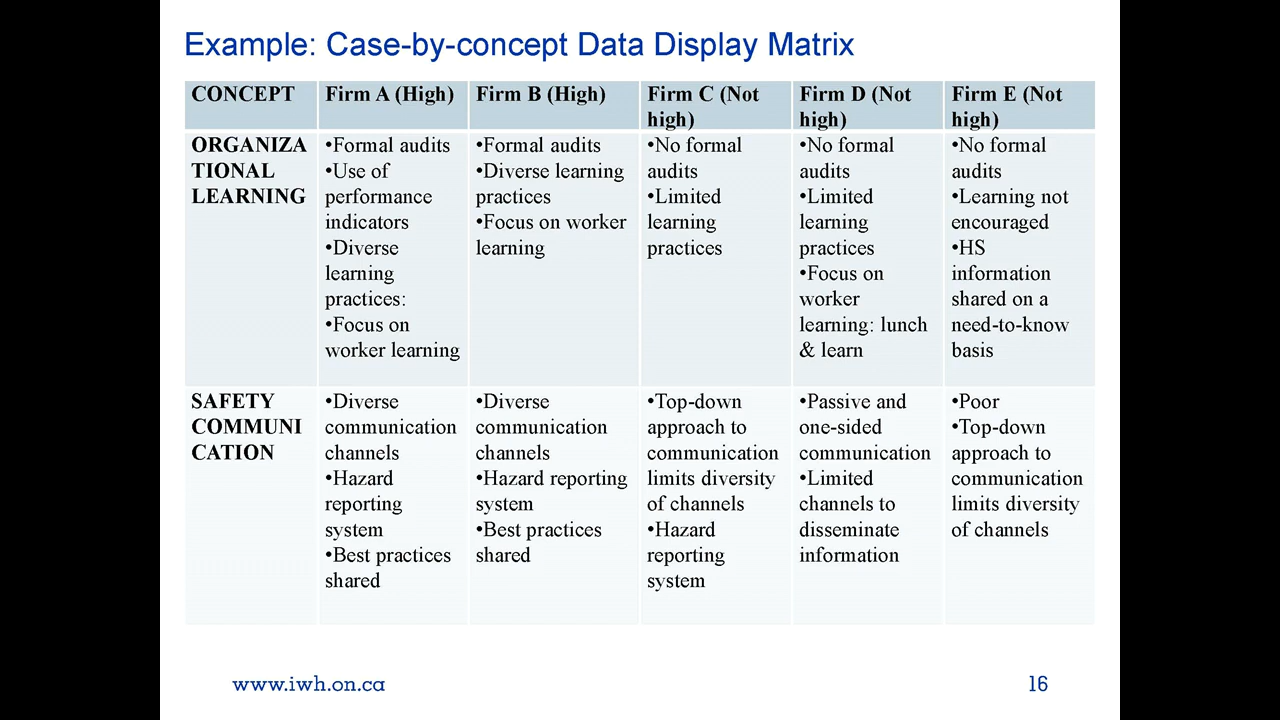 Example: Case-by-concept Data Display Matrix
CONCEPT
Firm A (High)
Firm B (High)
Firm C (Not
high)
Firm D (Not
high)
Firm E (Not
high)
ORGANIZA
TIONAL
LEARNING
•Formal audits
•Use of
performance
indicators
•Diverse
learning
practices:
•Focus on
worker learning
•Formal audits
•Diverse learning
practices
•Focus on worker
learning
•No formal
audits
•Limited
learning
practices
•No formal
audits
•Limited
learning
practices
•Focus on
worker
learning: lunch
& learn
•No formal
audits
•Learning not
encouraged
•HS
information
shared on a
need-to-know
basis
SAFETY
COMMUNI
CATION
•Diverse
communication
channels
•Hazard
reporting
system
•Best practices
shared
•Diverse
communication
channels
•Hazard reporting
system
•Best practices
shared
•Top-down
approach to
communication
limits diversity
of channels
•Hazard
reporting
system
•Passive and
one-sided
communication
•Limited
channels to
disseminate
information
•Poor
•Top-down
approach to
communication
limits diversity
of channels
www.iwh.on.ca
16